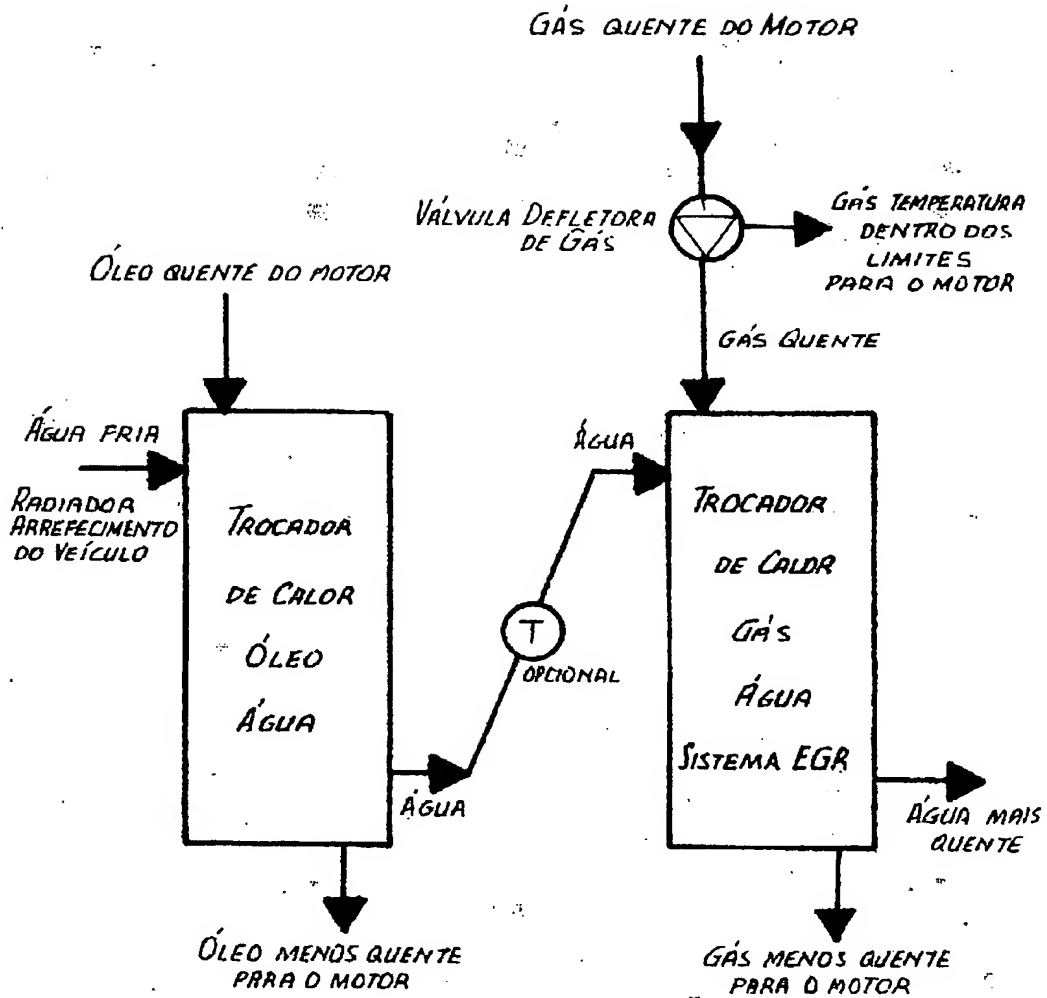 GÁS QUENTE DO MOTOR
VÁLVULA DEFLETORA
DE GÁS
GÁS TEMPERATURA
DENTRO DOS
LIMITES
PARA O MOTOR
ÓLEO QUENTE DO MOTOR
GÁS QUENTE
ÁGUA FRIA
RADIADOR
ARREFECIMENTO
DO VEÍCULO
TROCADOR
DE CALOR
ÓLEO
ÁGUA
ÁGUA
T
OPCIONAL
ÁGUA
TROCADOR
DE CALOR
GÁS
ÁGUA
SISTEMA EGR
ÁGUA MAIS
QUENTE
ÓLEO MENOS QUENTE
PARA O MOTOR
GÁS MENOS QUENTE
PARA O MOTOR